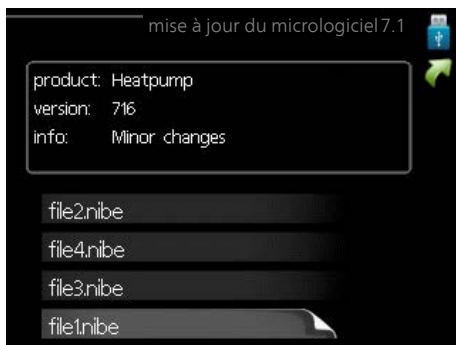 mise à jour du micrologiciel 7.1
product: Heatpump
version: 716
info: Minor changes
file2.nibe
file4.nibe
file3.nibe
file1.nibe